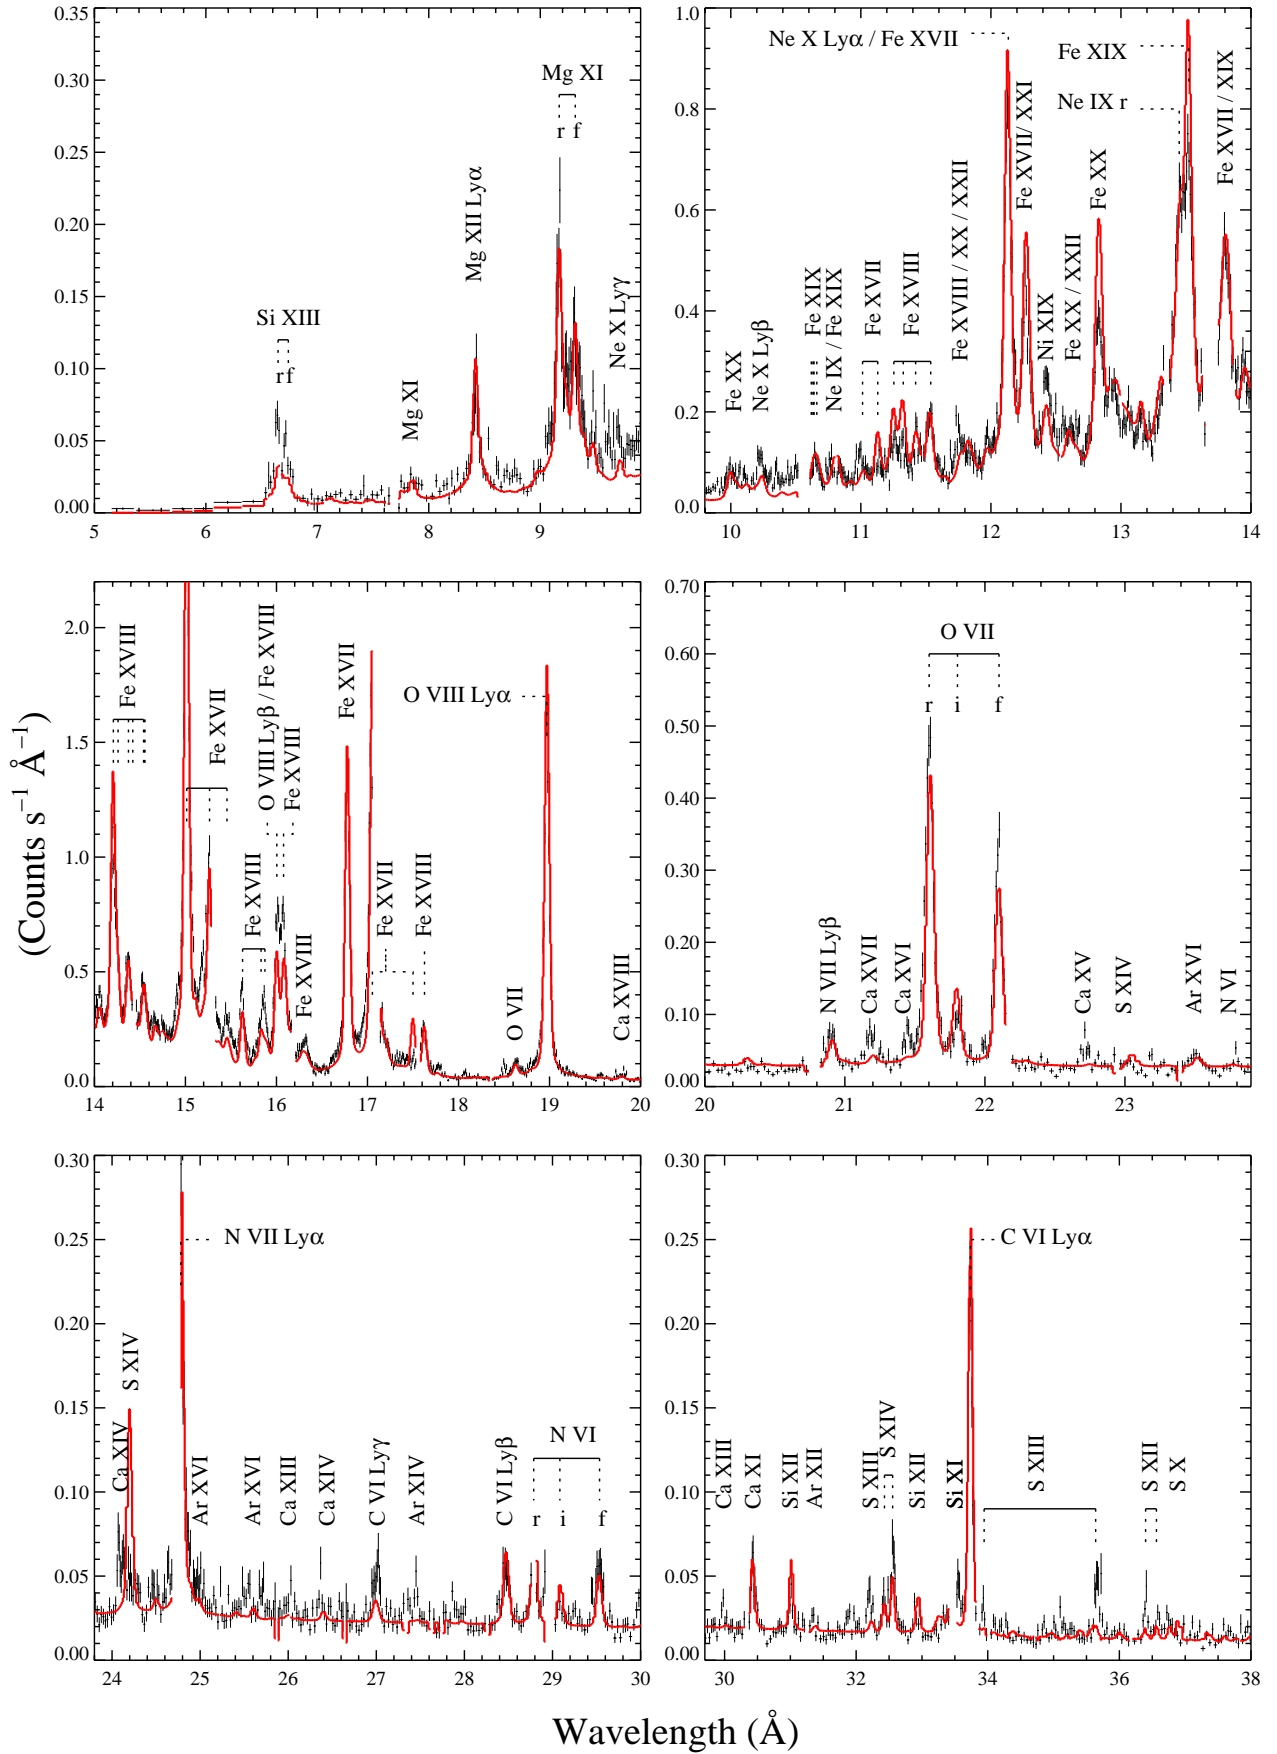 (Counts s⁻¹ Å⁻¹)
0.35
0.30
0.25
0.20
0.15
0.10
0.05
0.00
Mg XI
r f
Si XIII
r f
Mg XI
Mg XII Lyα
Ne X Lyγ
5 6 7 8 9
1.0
0.8
0.6
0.4
0.2
0.0
Ne X Lyα / Fe XVII
Fe XIX
Ne IX r
Fe XX
Ne X Lyβ
Fe XIX
Ne IX / Fe XIX
Fe XVII
Fe XVIII
Fe XVIII / XX / XXII
Fe XVII/ XXI
Ni XIX
Fe XX / XXII
Fe XX
Fe XVII / XIX
10 11 12 13 14
2.0
1.5
1.0
0.5
0.0
Fe XVIII
Fe XVII
Fe XVIII
O VIII Lyβ / Fe XVIII
Fe XVIII
Fe XVIII
Fe XVII
Fe XVII
Fe XVIII
O VIII Lyα
O VII
Ca XVIII
14 15 16 17 18 19 20
0.70
0.60
0.50
0.40
0.30
0.20
0.10
0.00
O VII
r i f
N VII Lyβ
Ca XVII
Ca XVI
Ca XV
S XIV
Ar XVI
N VI
20 21 22 23
0.30
0.25
0.20
0.15
0.10
0.05
0.00
N VII Lyα
Ca XIV
S XIV
Ar XVI
Ar XVI
Ca XIII
Ca XIV
C VI Lyγ
Ar XIV
C VI Lyβ
N VI
r i f
24 25 26 27 28 29 30
0.30
0.25
0.20
0.15
0.10
0.05
0.00
C VI Lyα
Ca XIII
Ca XI
Si XII
Ar XII
S XIII
S XIV
Si XII
Si XI
S XIII
S XII
S X
30 32 34 36 38
Wavelength (Å)